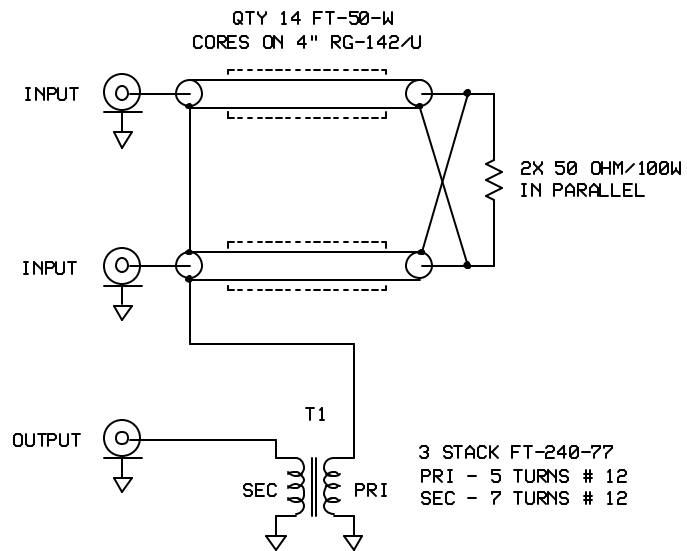 QTY 14 FT-50-W
CORES ON 4" RG-142/U
INPUT
2X 50 OHM/100W
IN PARALLEL
INPUT
T1
OUTPUT
3 STACK FT-240-77
PRI - 5 TURNS # 12
SEC - 7 TURNS # 12
SEC
PRI